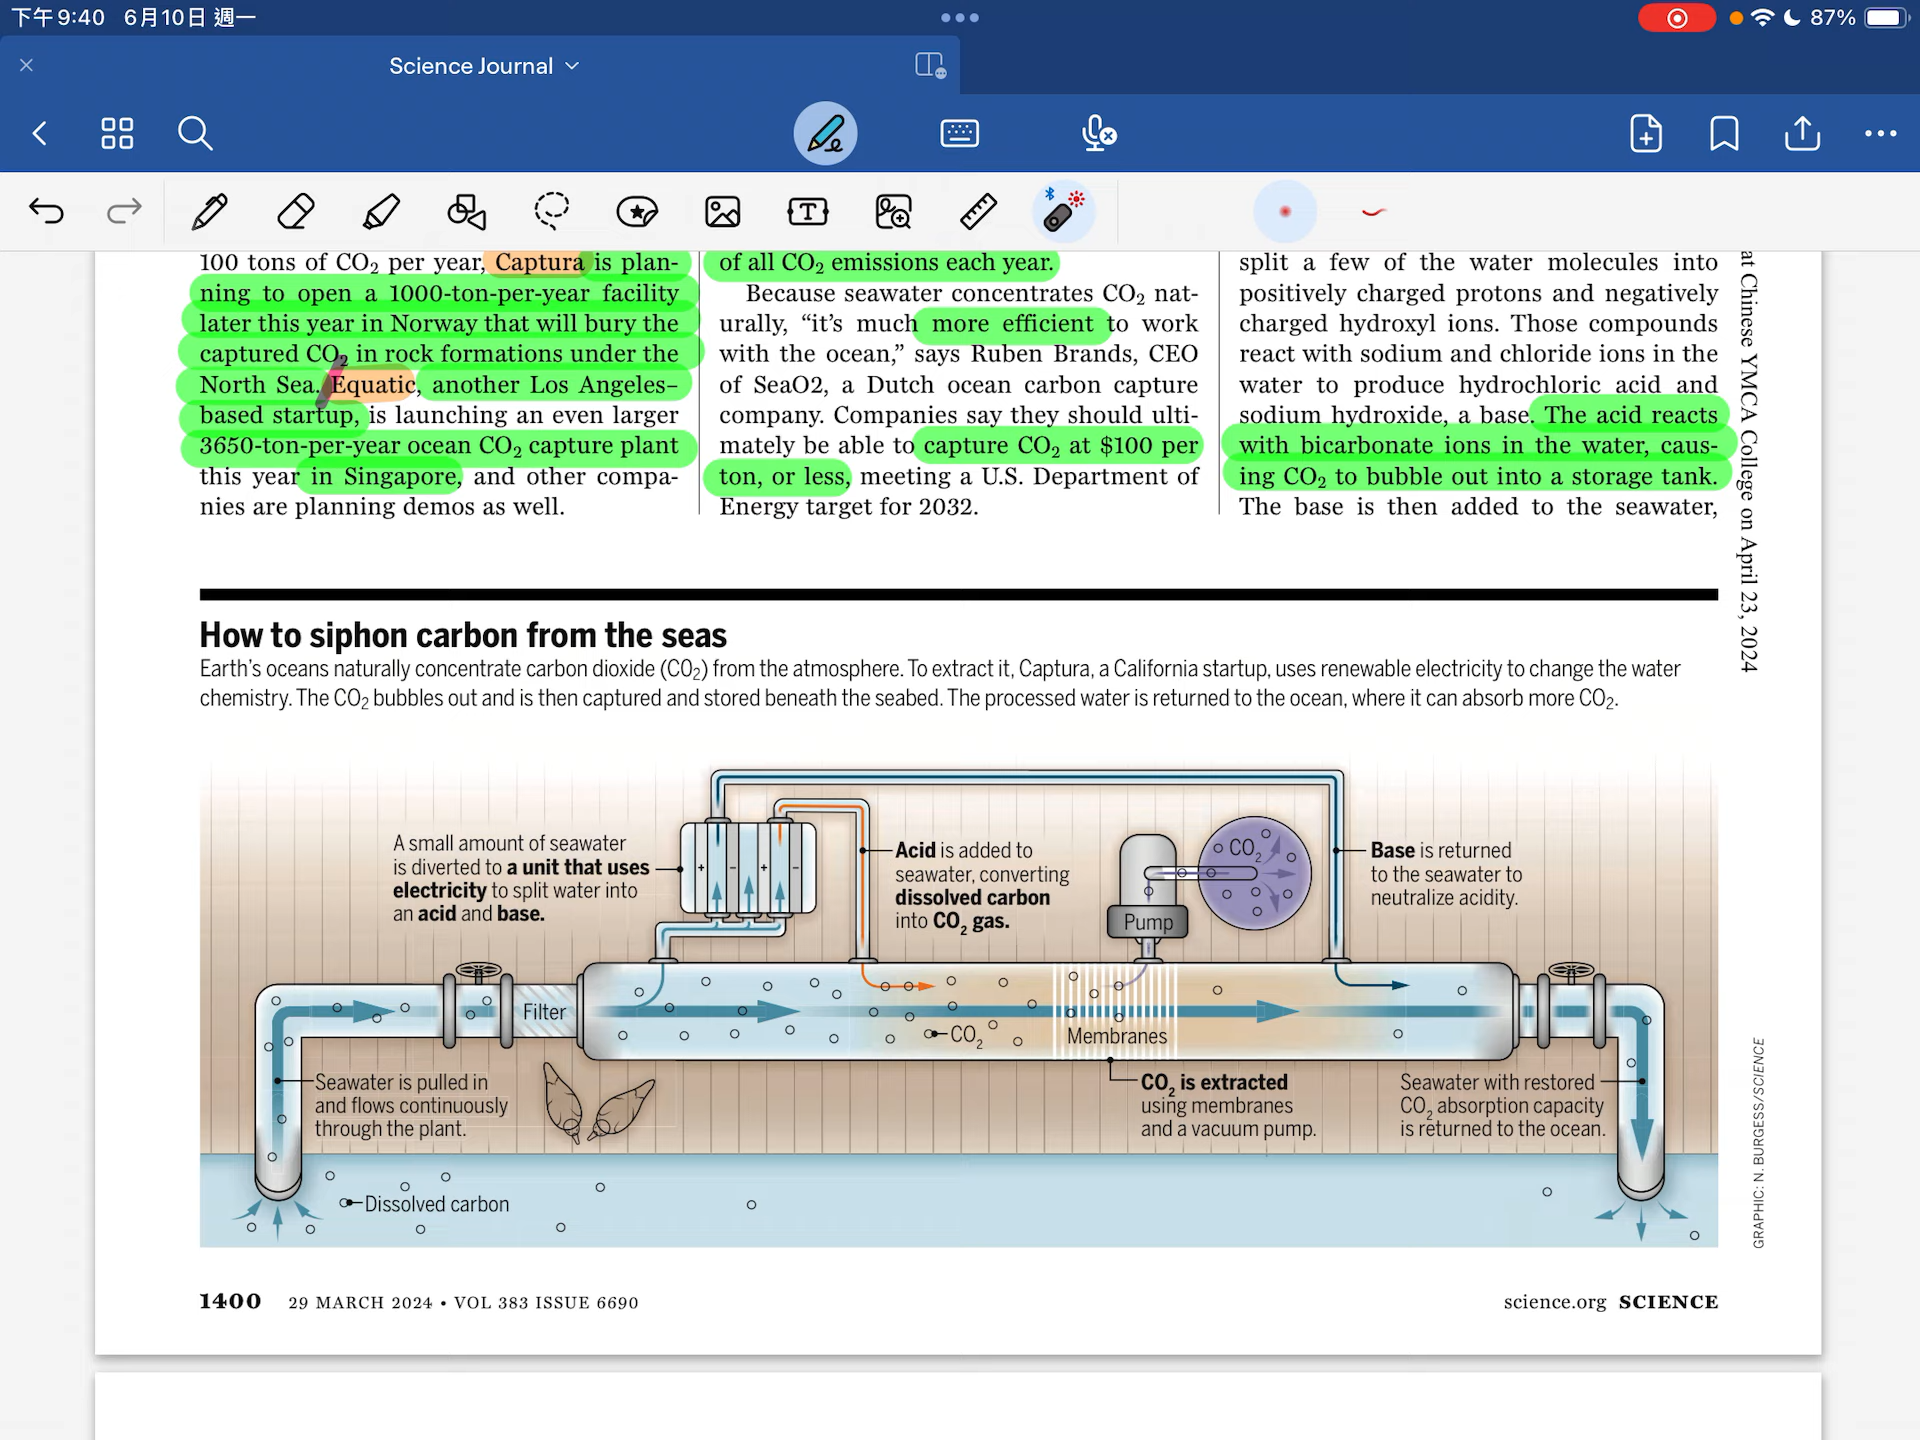 下午9:40 6月10日 週一
87%
Science Journal
100 tons of CO₂ per year, Captura is plan-
ning to open a 1000-ton-per-year facility
later this year in Norway that will bury the
captured CO₂ in rock formations under the
North Sea. Equatic, another Los Angeles–
based startup, is launching an even larger
3650-ton-per-year ocean CO₂ capture plant
this year in Singapore, and other compa-
nies are planning demos as well.
of all CO₂ emissions each year.
Because seawater concentrates CO₂ nat-
urally, “it’s much more efficient to work
with the ocean,” says Ruben Brands, CEO
of SeaO2, a Dutch ocean carbon capture
company. Companies say they should ulti-
mately be able to capture CO₂ at $100 per
ton, or less, meeting a U.S. Department of
Energy target for 2032.
split a few of the water molecules into
positively charged protons and negatively
charged hydroxyl ions. Those compounds
react with sodium and chloride ions in the
water to produce hydrochloric acid and
sodium hydroxide, a base. The acid reacts
with bicarbonate ions in the water, caus-
ing CO₂ to bubble out into a storage tank.
The base is then added to the seawater,
at Chinese YMCA College on April 23, 2024
How to siphon carbon from the seas
Earth’s oceans naturally concentrate carbon dioxide (CO₂) from the atmosphere. To extract it, Captura, a California startup, uses renewable electricity to change the water
chemistry. The CO₂ bubbles out and is then captured and stored beneath the seabed. The processed water is returned to the ocean, where it can absorb more CO₂.
A small amount of seawater
is diverted to a unit that uses
electricity to split water into
an acid and base.
+ − + −
Acid is added to
seawater, converting
dissolved carbon
into CO₂ gas.
CO₂
Pump
Base is returned
to the seawater to
neutralize acidity.
Filter
CO₂
Membranes
Seawater is pulled in
and flows continuously
through the plant.
CO₂ is extracted
using membranes
and a vacuum pump.
Seawater with restored
CO₂ absorption capacity
is returned to the ocean.
Dissolved carbon
GRAPHIC: N. BURGESS/SCIENCE
1400 29 MARCH 2024 • VOL 383 ISSUE 6690
science.org SCIENCE